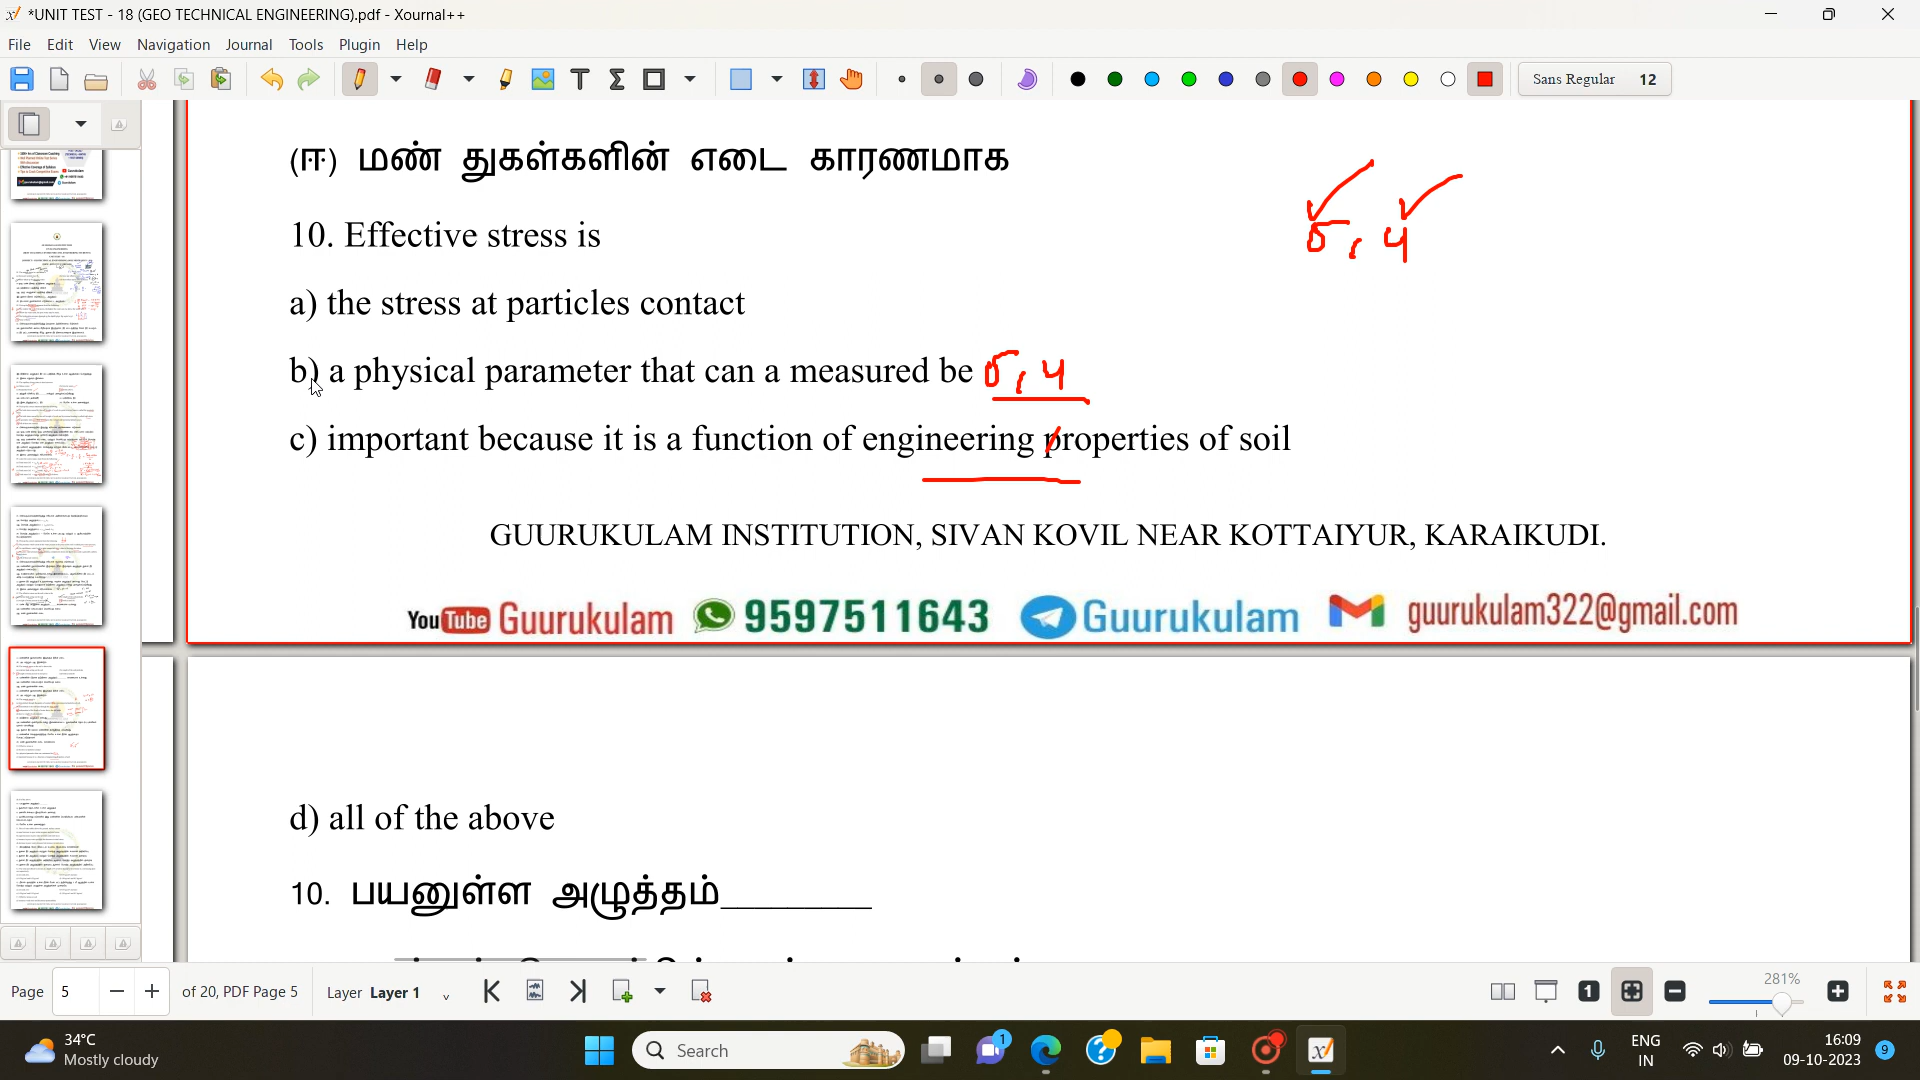 *UNIT TEST - 18 (GEO TECHNICAL ENGINEERING).pdf - Xournal++
File Edit View Navigation Journal Tools Plugin Help
Sans Regular 12
(ஈ) மண் துகள்களின் எடை காரணமாக
10. Effective stress is
σ, u
a) the stress at particles contact
b) a physical parameter that can a measured be σ, u
c) important because it is a function of engineering properties of soil
GUURUKULAM INSTITUTION, SIVAN KOVIL NEAR KOTTAIYUR, KARAIKUDI.
YouTube Guurukulam 9597511643 Guurukulam guurukulam322@gmail.com
d) all of the above
10. பயனுள்ள அழுத்தம்_________
Page 5 of 20, PDF Page 5 Layer Layer 1 281%
34°C
Mostly cloudy
Search
1
ENG
IN
16:09
09-10-2023
9